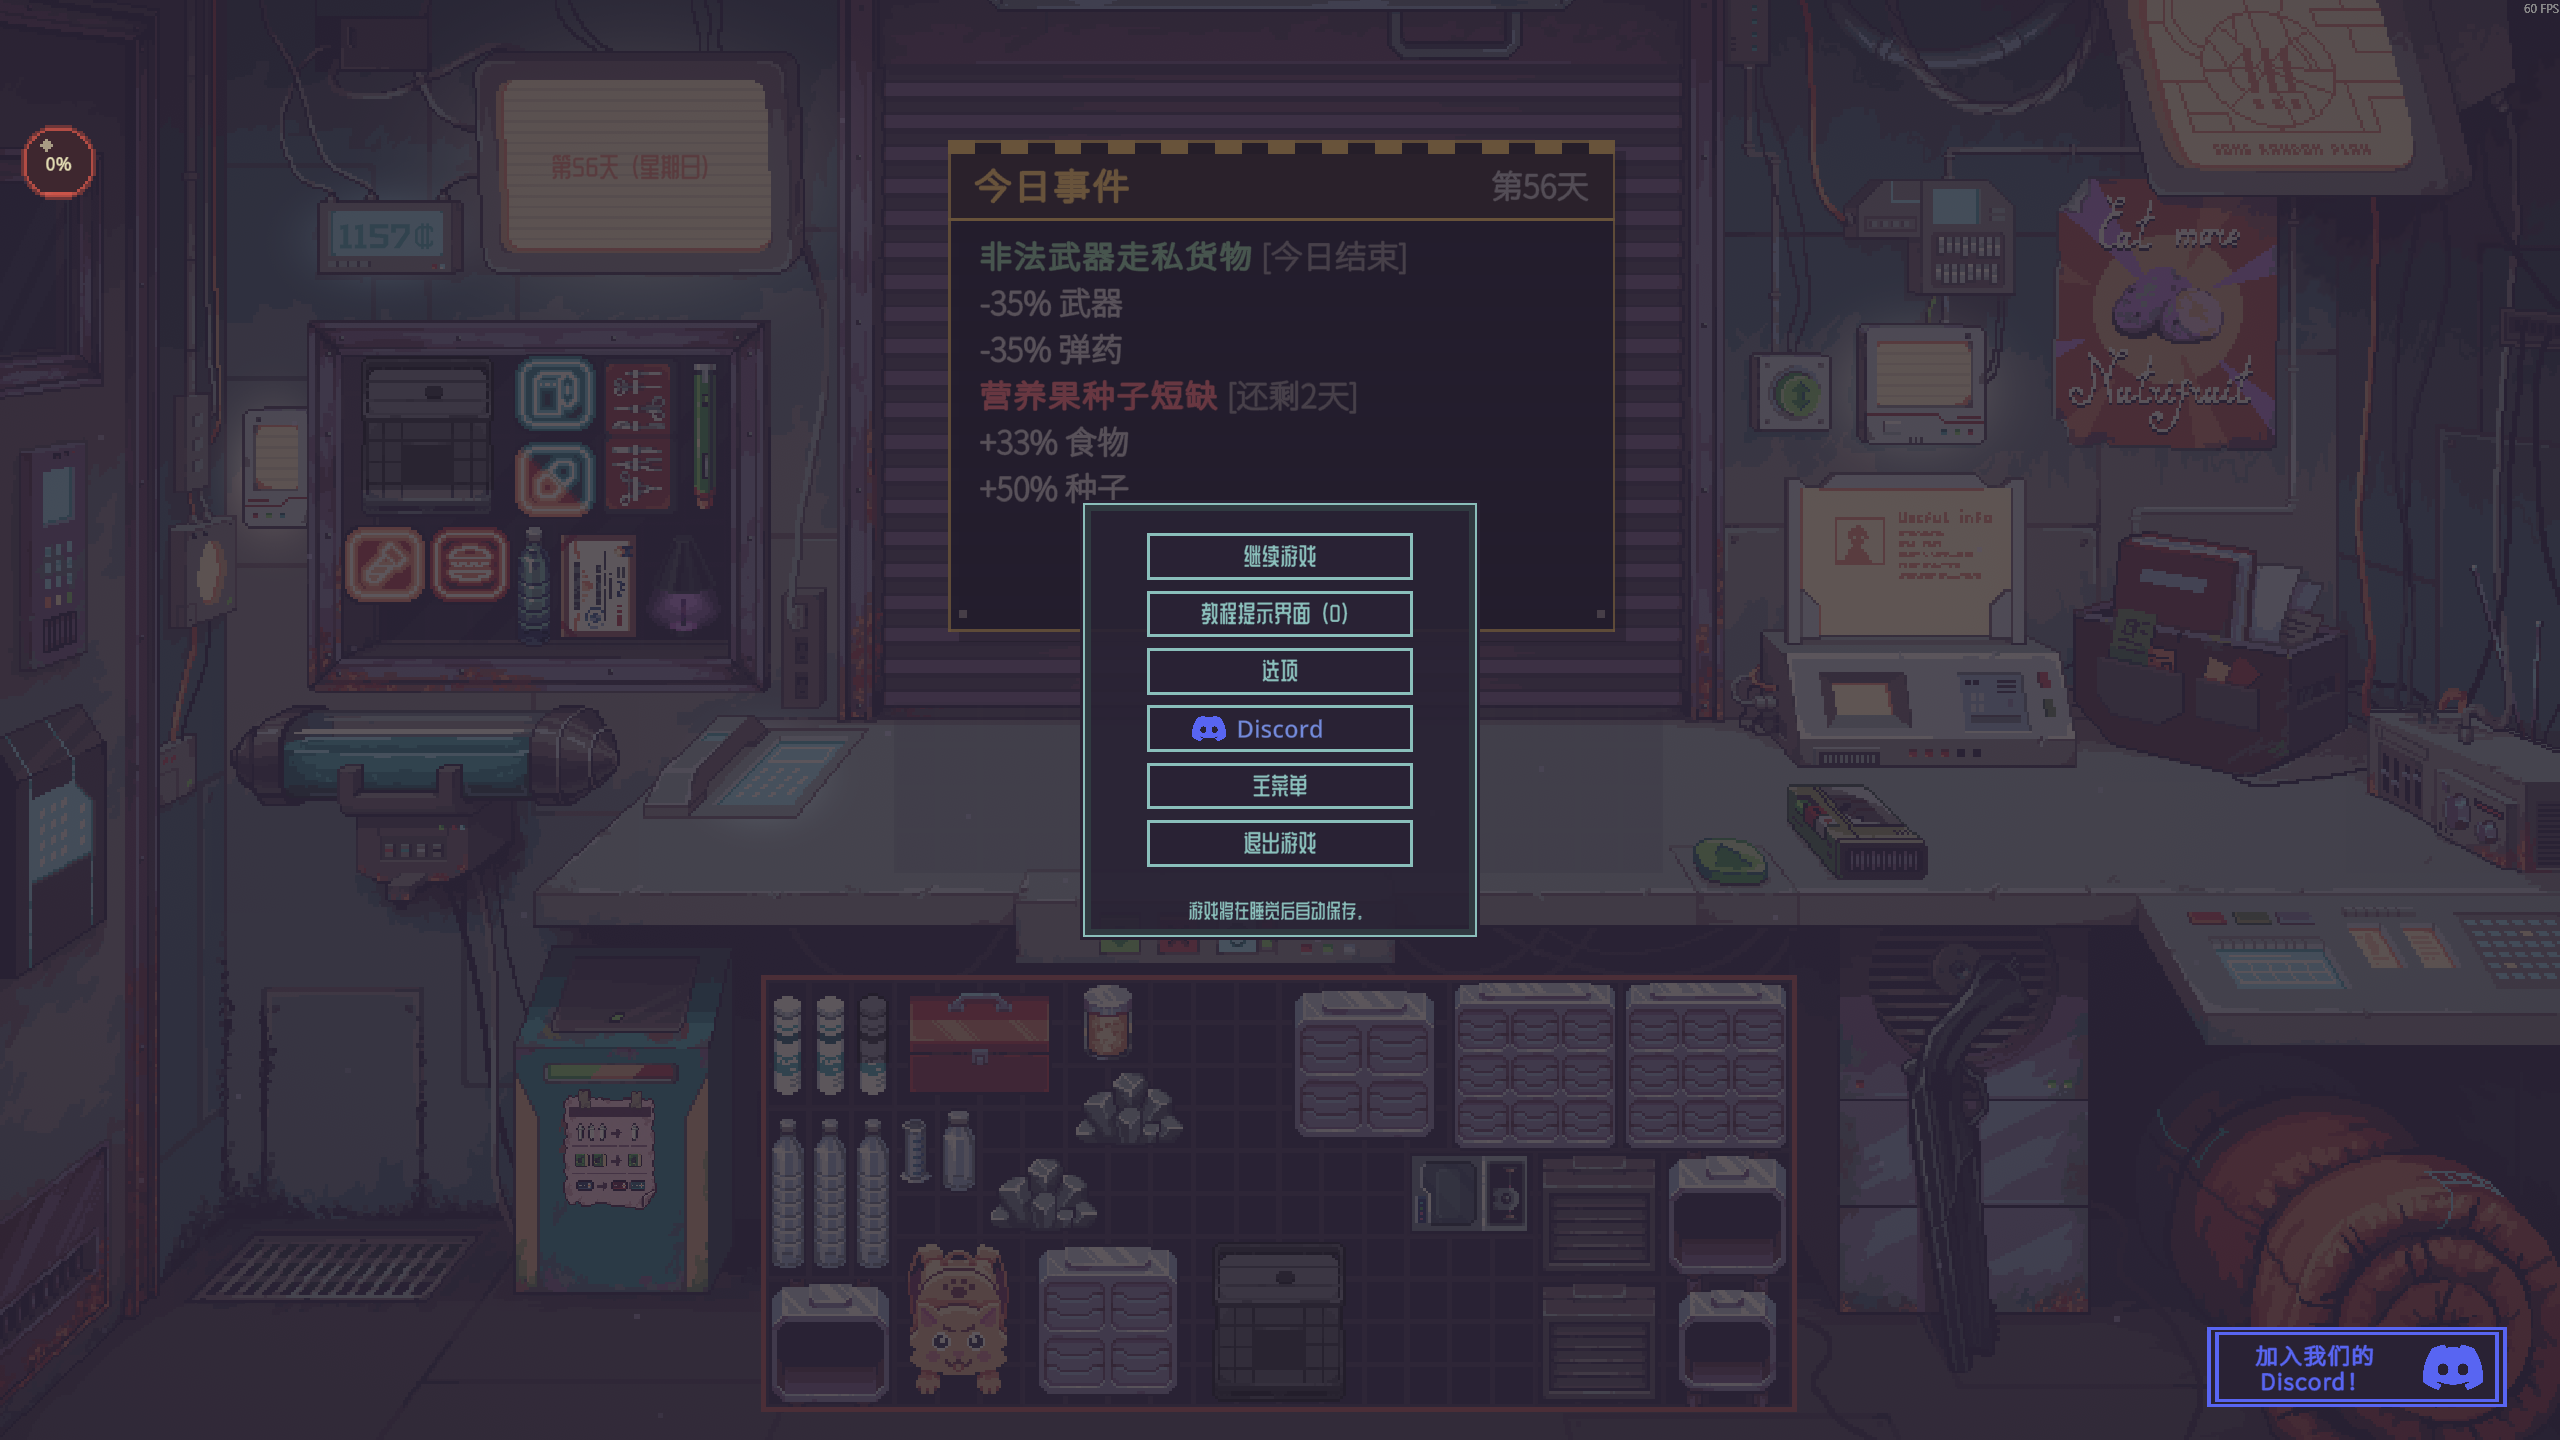 60 FPS
0%
第56天（星期日）
1157₵
今日事件
第56天
非法武器走私货物 [今日结束]
-35% 武器
-35% 弹药
营养果种子短缺 [还剩2天]
+33% 食物
+50% 种子
Eat more
Nutrifruit
Useful info
继续游戏
教程提示界面（0）
选项
Discord
主菜单
退出游戏
游戏将在睡觉后自动保存。
加入我们的
Discord！